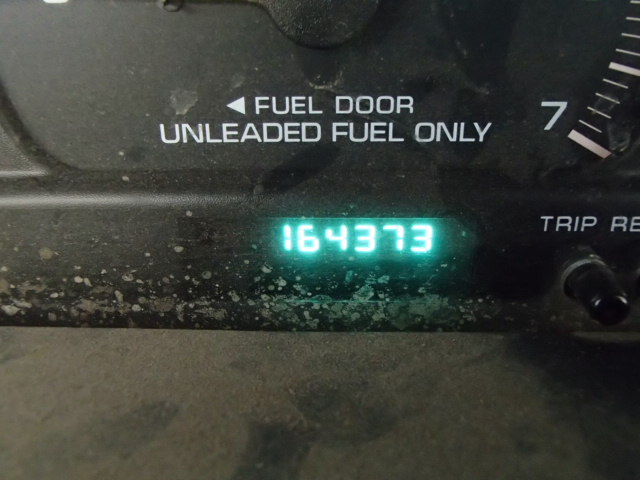 ◀ FUEL DOOR
UNLEADED FUEL ONLY
7
164373
TRIP RE